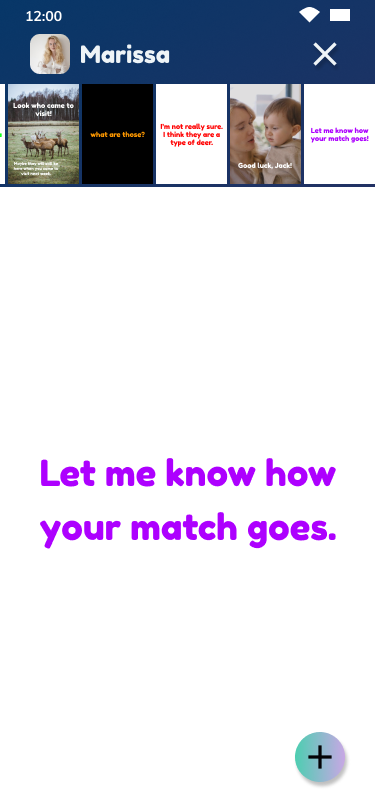 12:00
Marissa
Look who came to
visit!
Maybe they will still be
here when you come to
visit next week.
what are those?
I'm not really sure.
I think they are a
type of deer.
Good luck, Jack!
Let me know how
your match goes!
Let me know how
your match goes.